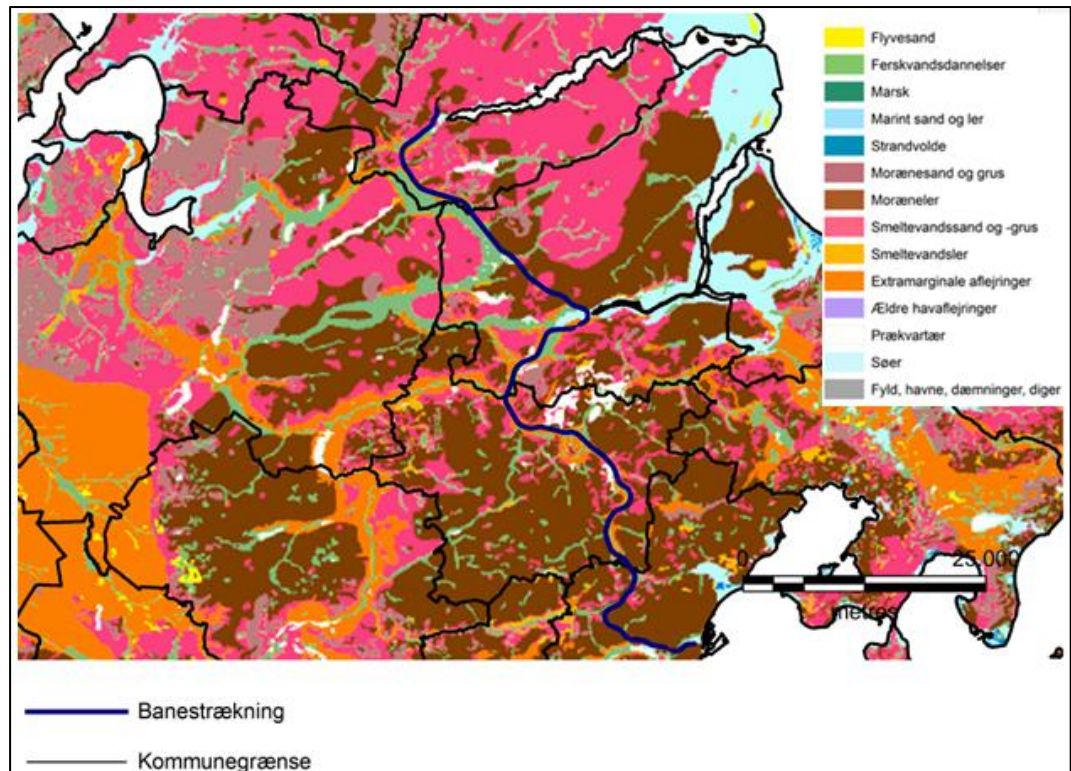 Flyvesand
Ferskvandsdannelser
Marsk
Marint sand og ler
Strandvolde
Morænesand og grus
Moræneler
Smeltevandssand og -grus
Smeltevandsler
Extramarginale aflejringer
Ældre havaflejringer
Prækvartær
Søer
Fyld, havne, dæmninger, diger
0
25.000
metres
Banestrækning
Kommunegrænse